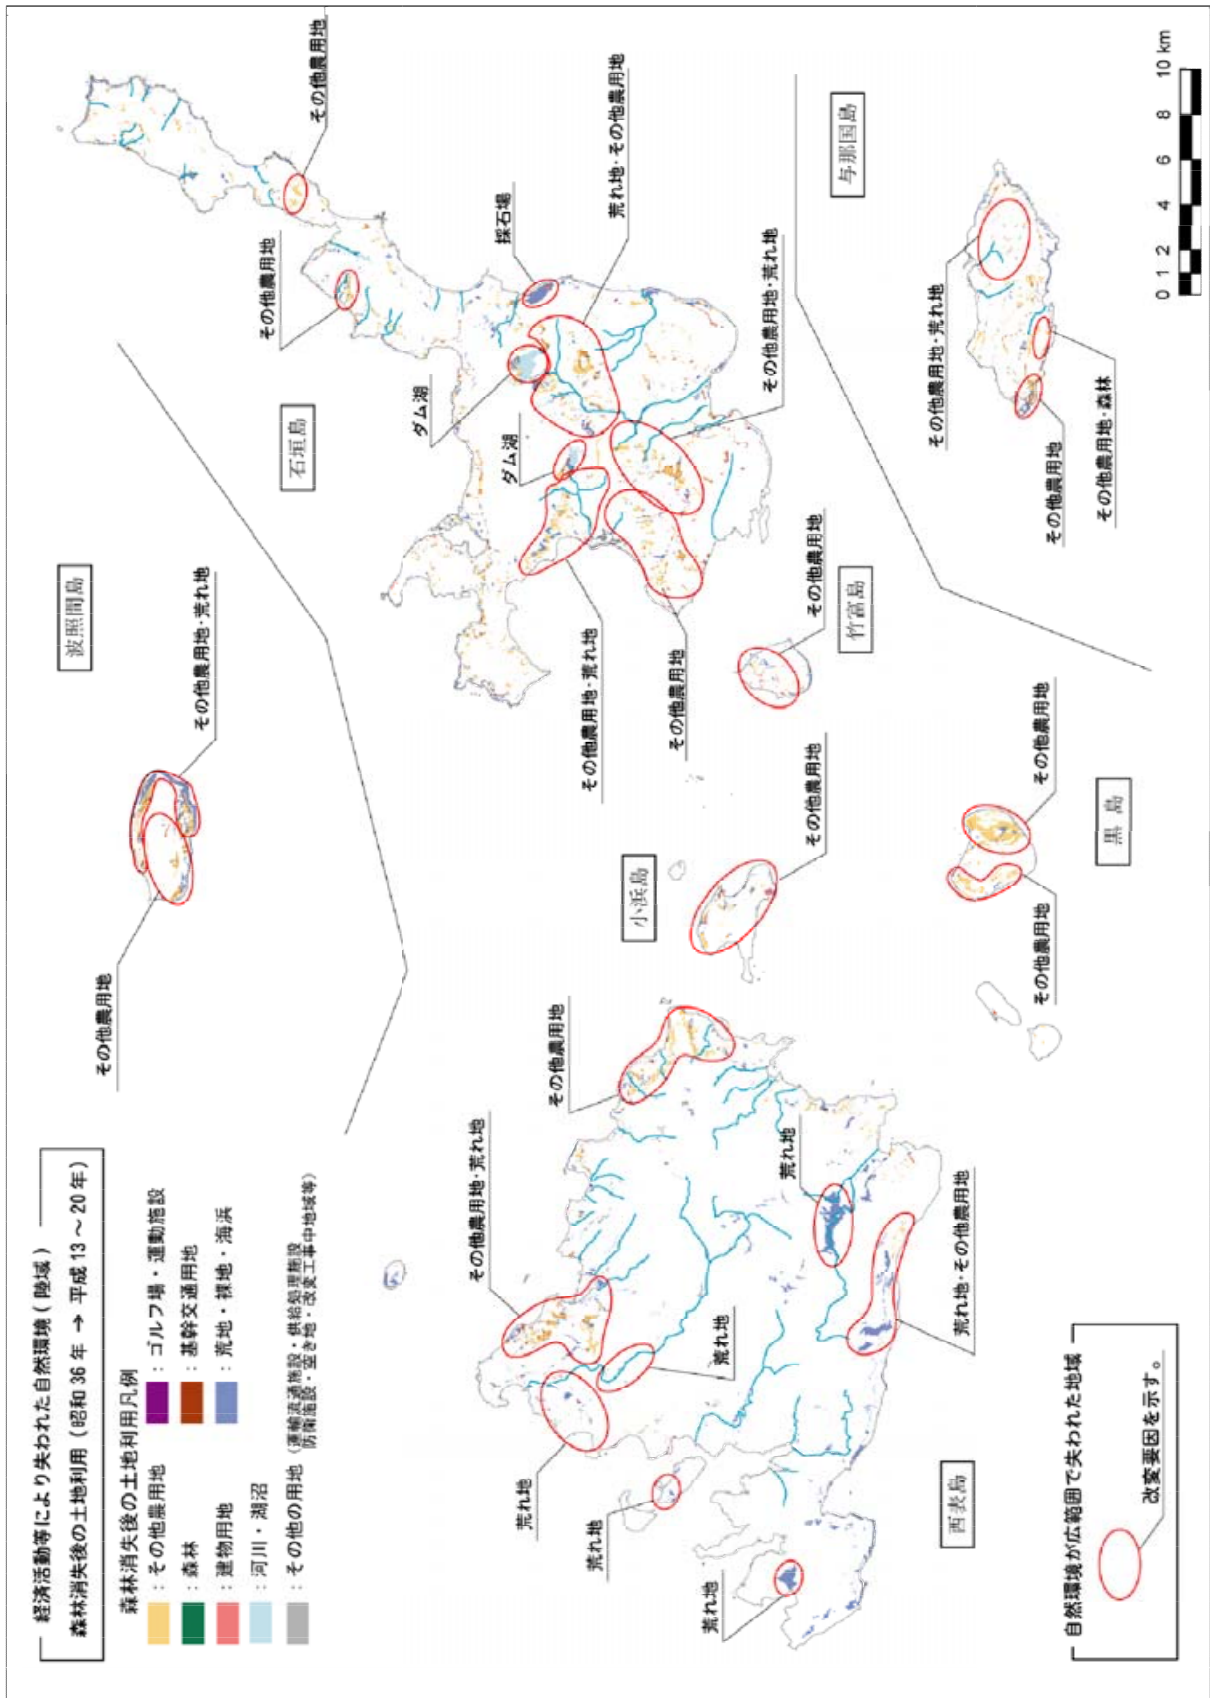 経済活動等により失われた自然環境（陸域）
森林消失後の土地利用（昭和 36 年 → 平成 13 ～ 20 年）
森林消失後の土地利用凡例
：その他農用地
：ゴルフ場・運動施設
：森林
：基幹交通用地
：建物用地
：荒地・裸地・海浜
：河川・湖沼
：その他の用地（運輸流通施設・供給処理施設
防衛施設・空き地・改変工事中地域等）
波照間島
その他農用地
その他農用地・荒れ地
石垣島
その他農用地
その他農用地
採石場
ダム湖
ダム湖
荒れ地・その他農用地
その他農用地・荒れ地
その他農用地・荒れ地
その他農用地
与那国島
その他農用地・荒れ地
その他農用地
その他農用地・森林
竹富島
その他農用地
小浜島
その他農用地
黒 島
その他農用地
その他農用地
西表島
その他農用地
その他農用地・荒れ地
荒れ地
荒れ地
荒れ地
荒れ地
荒れ地
荒れ地・その他農用地
自然環境が広範囲で失われた地域
改変要因を示す。
0 1 2 4 6 8 10 km